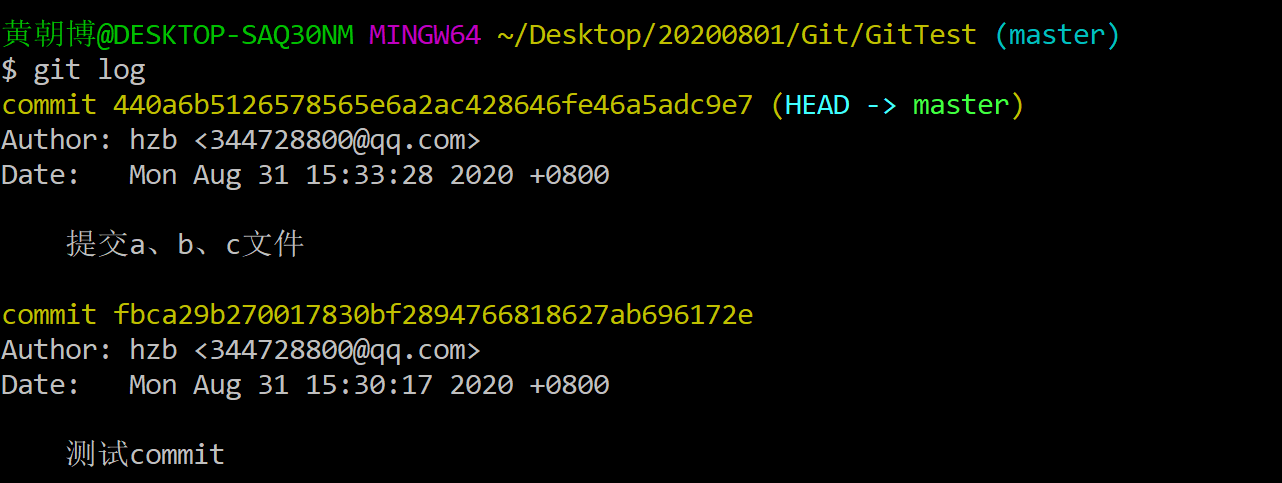 黄朝博@DESKTOP-SAQ30NM MINGW64 ~/Desktop/20200801/Git/GitTest (master)
$ git log
commit 440a6b5126578565e6a2ac428646fe46a5adc9e7 (HEAD -> master)
Author: hzb <344728800@qq.com>
Date:   Mon Aug 31 15:33:28 2020 +0800
提交a、b、c文件
commit fbca29b270017830bf2894766818627ab696172e
Author: hzb <344728800@qq.com>
Date:   Mon Aug 31 15:30:17 2020 +0800
测试commit